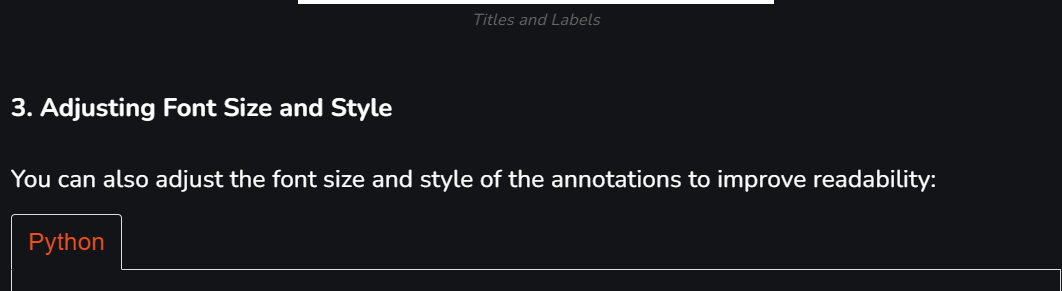 Titles and Labels
3. Adjusting Font Size and Style
You can also adjust the font size and style of the annotations to improve readability:
Python